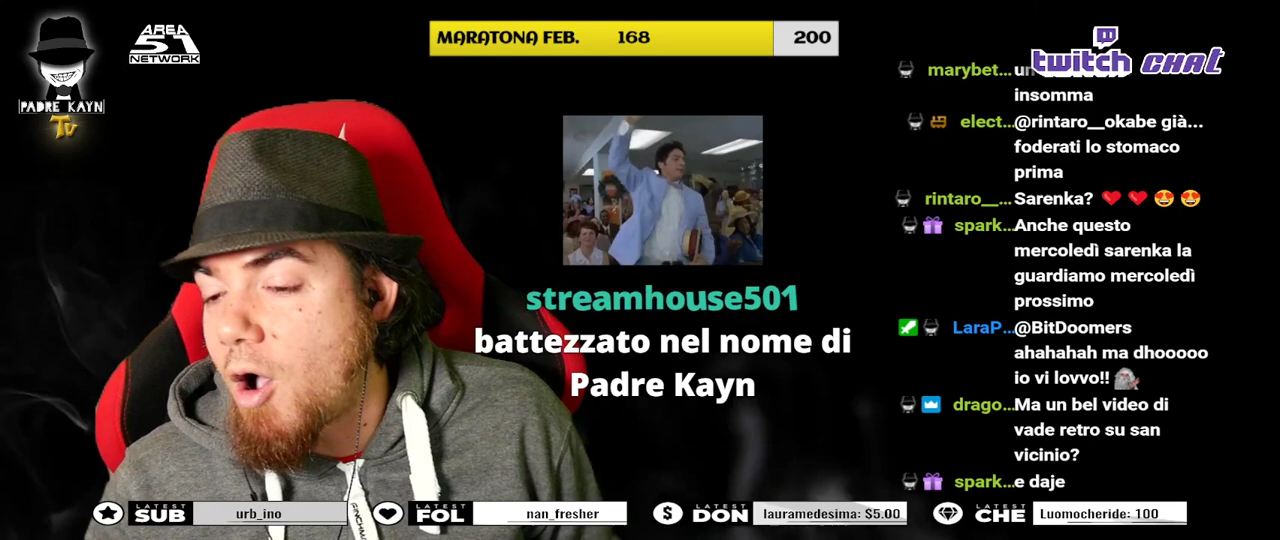 PADRE KAYN
Tv
AREA
51
NETWORK
MARATONA FEB. 168 200
twitch CHAT
marybet... un
insomma
elect... @rintaro__okabe già...
foderati lo stomaco
prima
rintaro__... Sarenka? ❤️ ❤️ 😍 😍
spark... Anche questo
mercoledì sarenka la
guardiamo mercoledì
prossimo
LaraP... @BitDoomers
ahahahah ma dhooooo
io vi lovvo!!
drago... Ma un bel video di
vade retro su san
vicinio?
spark... e daje
streamhouse501
battezzato nel nome di
Padre Kayn
LATEST SUB urb_ino
LATEST FOL nan_fresher
LATEST DON lauramedesima: $5.00
LATEST CHE Luomocheride: 100